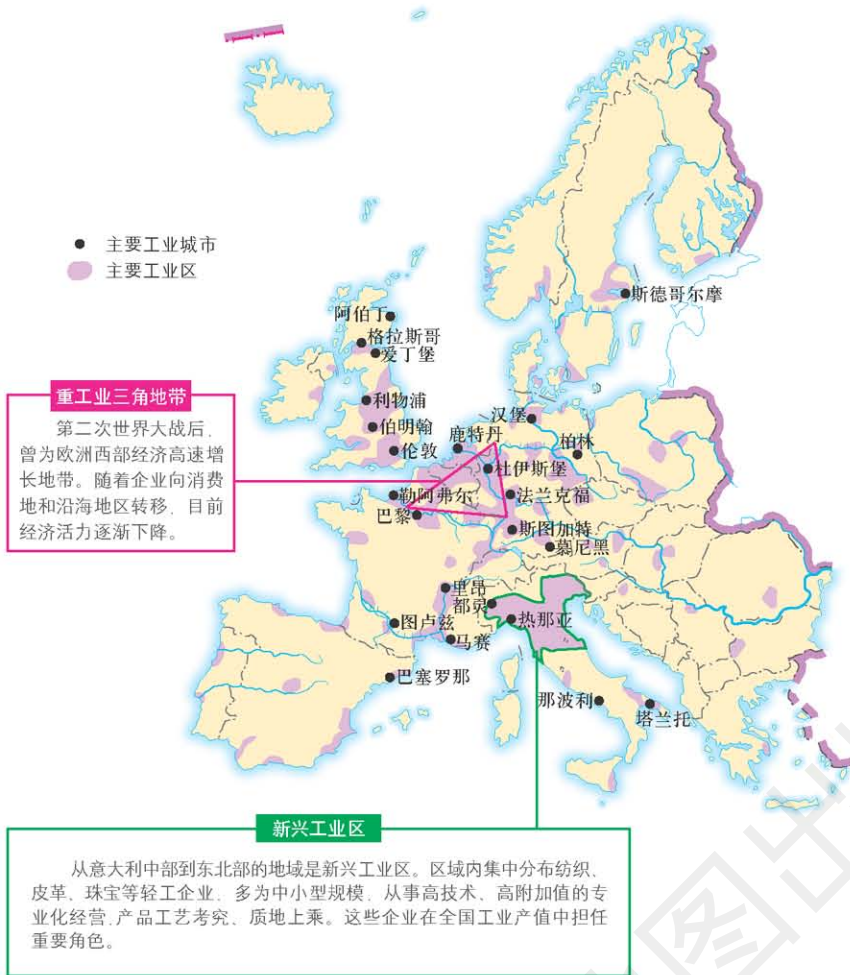 主要工业城市
主要工业区
斯德哥尔摩
阿伯丁
格拉斯哥
爱丁堡
重工业三角地带
第二次世界大战后，
曾为欧洲西部经济高速增
长地带。随着企业向消费
地和沿海地区转移，目前
经济活力逐渐下降。
利物浦
伯明翰
伦敦
汉堡
鹿特丹
柏林
杜伊斯堡
勒阿弗尔
法兰克福
巴黎
斯图加特
慕尼黑
里昂
都灵
热那亚
图卢兹
马赛
巴塞罗那
那波利
塔兰托
新兴工业区
从意大利中部到东北部的地域是新兴工业区。区域内集中分布纺织、
皮革、珠宝等轻工企业，多为中小型规模，从事高技术、高附加值的专
业化经营，产品工艺考究、质地上乘。这些企业在全国工业产值中担任
重要角色。